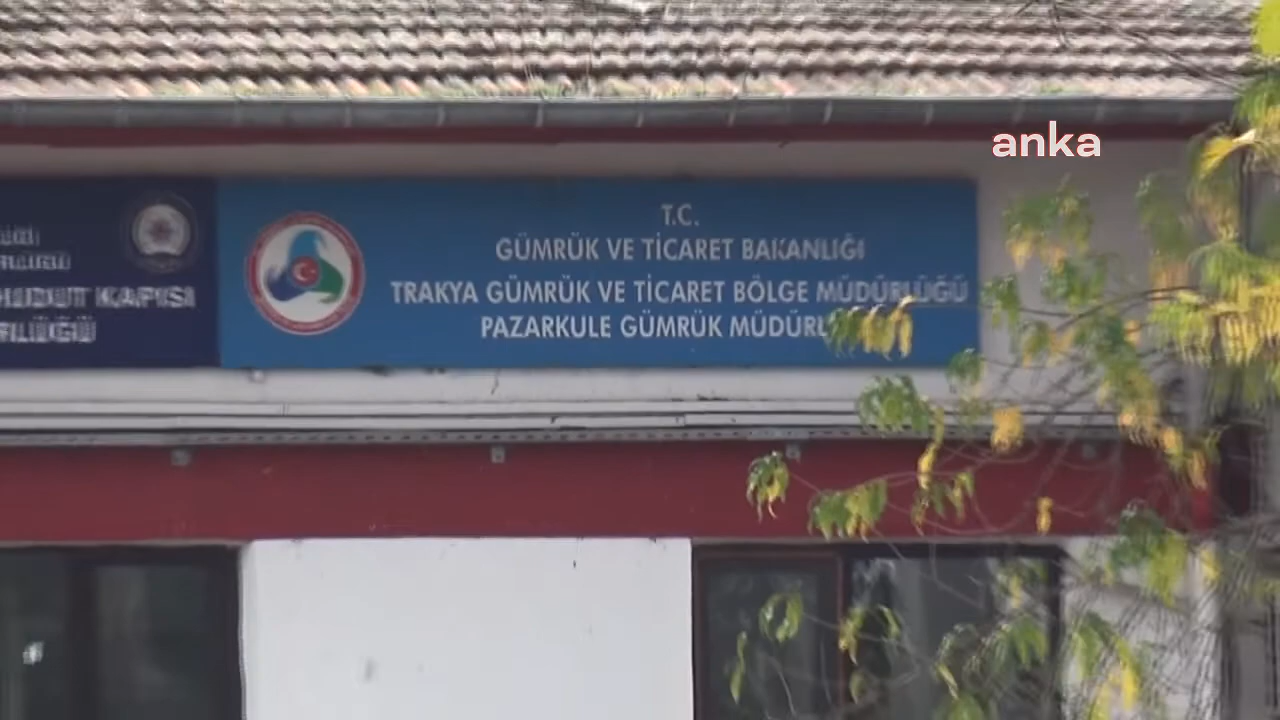 anka
HUDUT KAPISI
T.C.
GÜMRÜK VE TİCARET BAKANLIĞI
TRAKYA GÜMRÜK VE TİCARET BÖLGE MÜDÜRLÜĞÜ
PAZARKULE GÜMRÜK